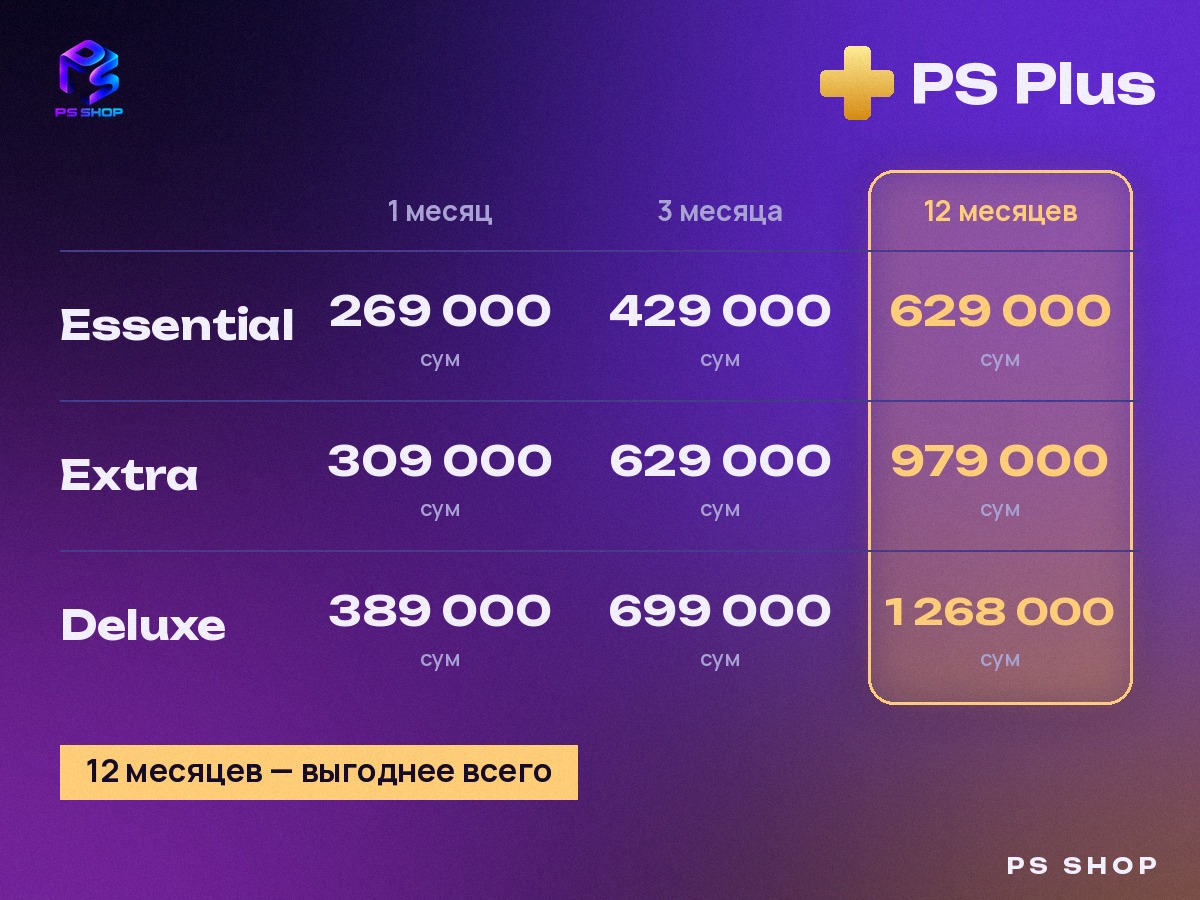 PS SHOP
PS Plus
1 месяц 3 месяца 12 месяцев
Essential 269 000 429 000 629 000
сум сум сум
Extra 309 000 629 000 979 000
сум сум сум
Deluxe 389 000 699 000 1 268 000
сум сум сум
12 месяцев — выгоднее всего
PS SHOP